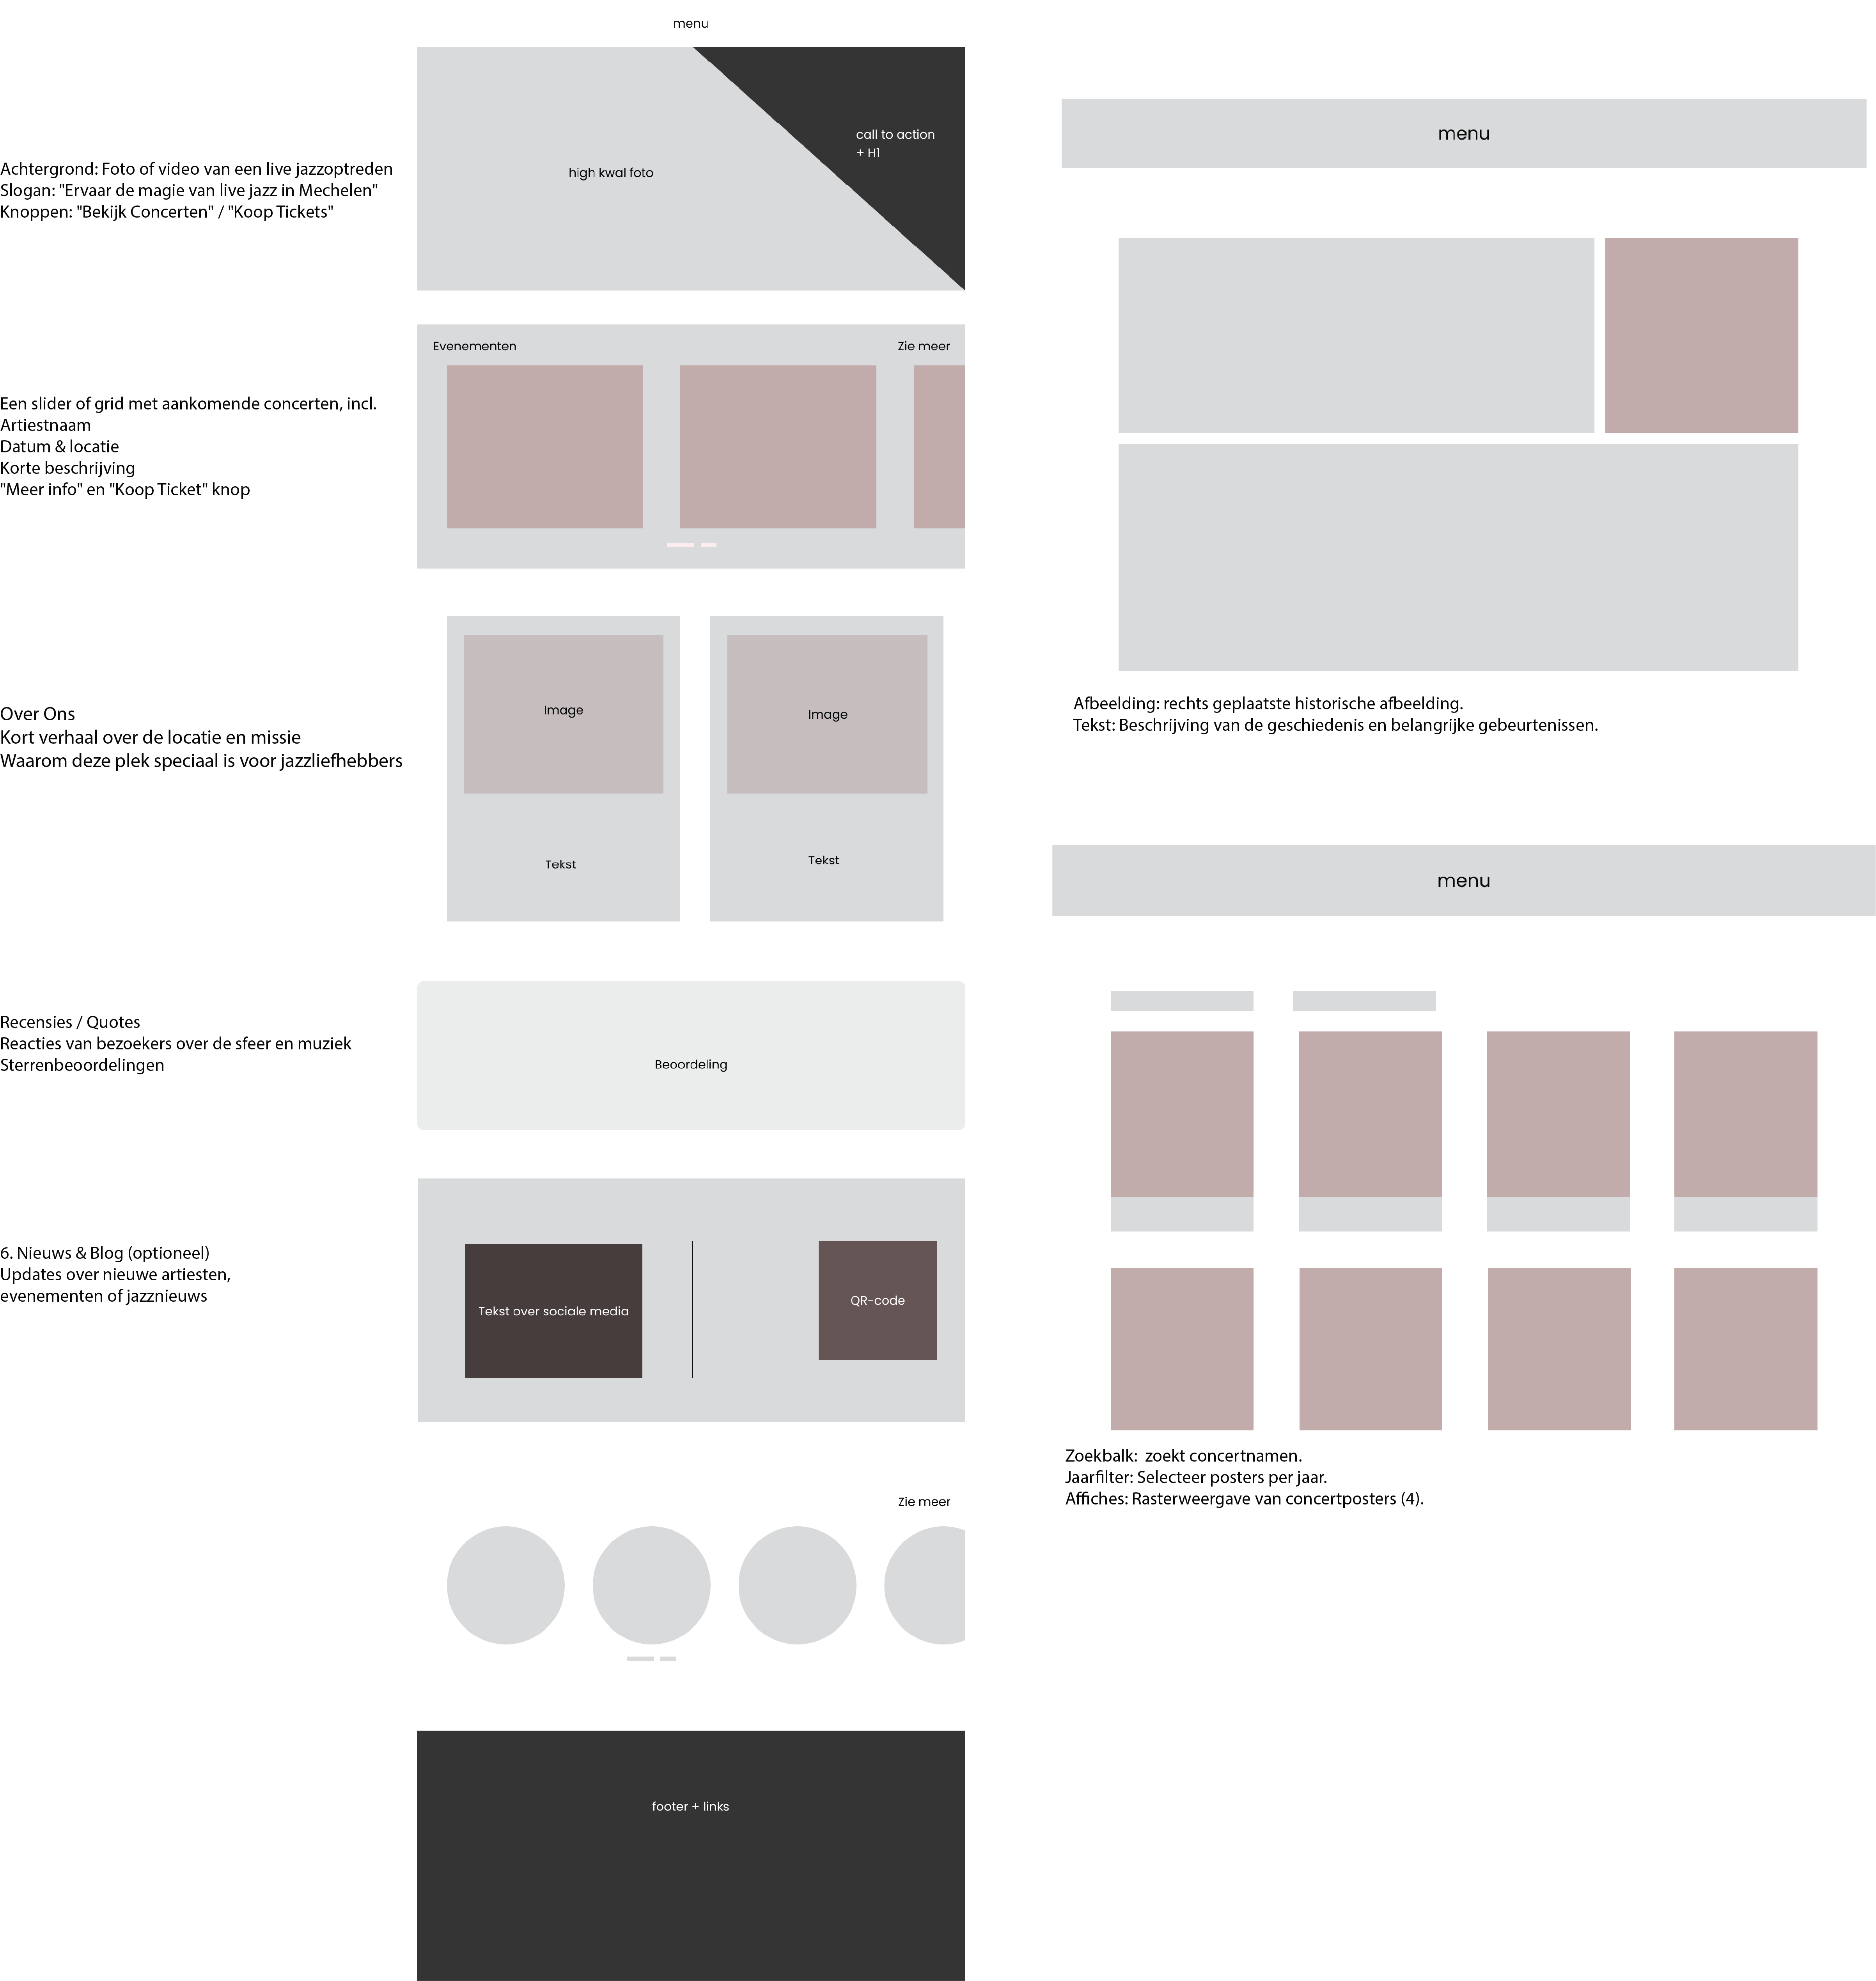 menu
Achtergrond: Foto of video van een live jazzoptreden
Slogan: "Ervaar de magie van live jazz in Mechelen"
Knoppen: "Bekijk Concerten" / "Koop Tickets"
high kwal foto
call to action
+ H1
Een slider of grid met aankomende concerten, incl.
Artiestnaam
Datum & locatie
Korte beschrijving
"Meer info" en "Koop Ticket" knop
Evenementen
Zie meer
Over Ons
Kort verhaal over de locatie en missie
Waarom deze plek speciaal is voor jazzliefhebbers
Image
Image
Tekst
Tekst
Recensies / Quotes
Reacties van bezoekers over de sfeer en muziek
Sterrenbeoordelingen
Beoordeling
6. Nieuws & Blog (optioneel)
Updates over nieuwe artiesten,
evenementen of jazznieuws
Tekst over sociale media
QR-code
Zie meer
footer + links
menu
Afbeelding: rechts geplaatste historische afbeelding.
Tekst: Beschrijving van de geschiedenis en belangrijke gebeurtenissen.
menu
Zoekbalk:  zoekt concertnamen.
Jaarfilter: Selecteer posters per jaar.
Affiches: Rasterweergave van concertposters (4).